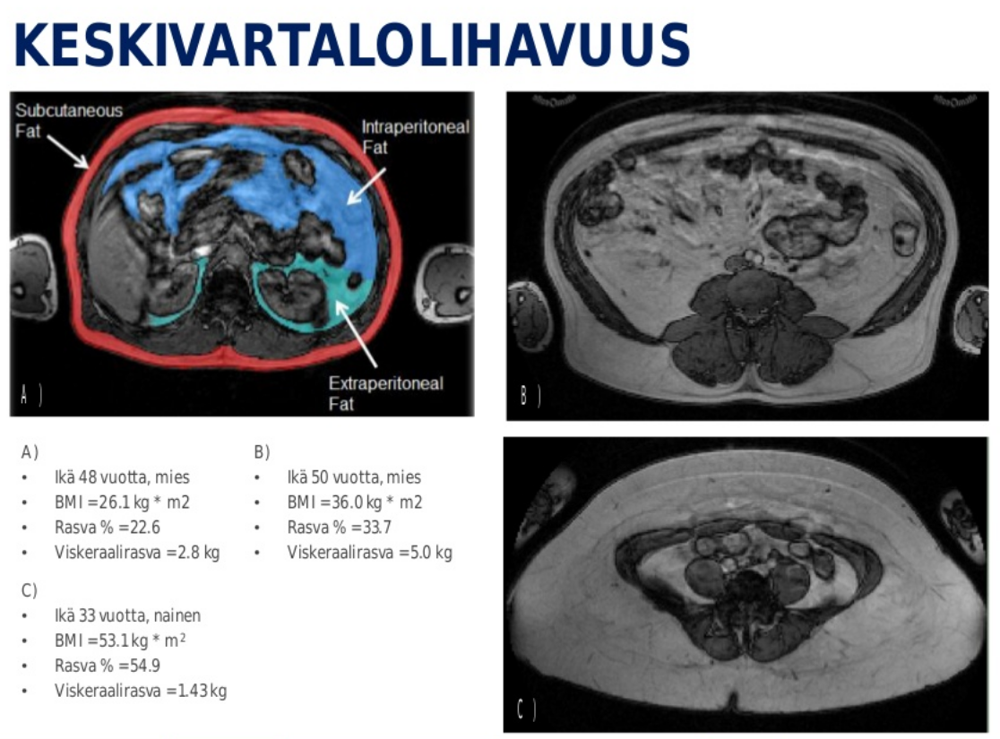 KESKIVARTALOLIHAVUUS
Subcutaneous
Fat
Intraperitoneal
Fat
Extraperitoneal
Fat
A )
B )
A)
• Ikä 48 vuotta, mies
• BMI =26.1 kg * m2
• Rasva % =22.6
• Viskeraalirasva =2.8 kg
B)
• Ikä 50 vuotta, mies
• BMI =36.0 kg * m2
• Rasva % =33.7
• Viskeraalirasva =5.0 kg
C)
• Ikä 33 vuotta, nainen
• BMI =53.1 kg * m²
• Rasva % =54.9
• Viskeraalirasva =1.43 kg
C )